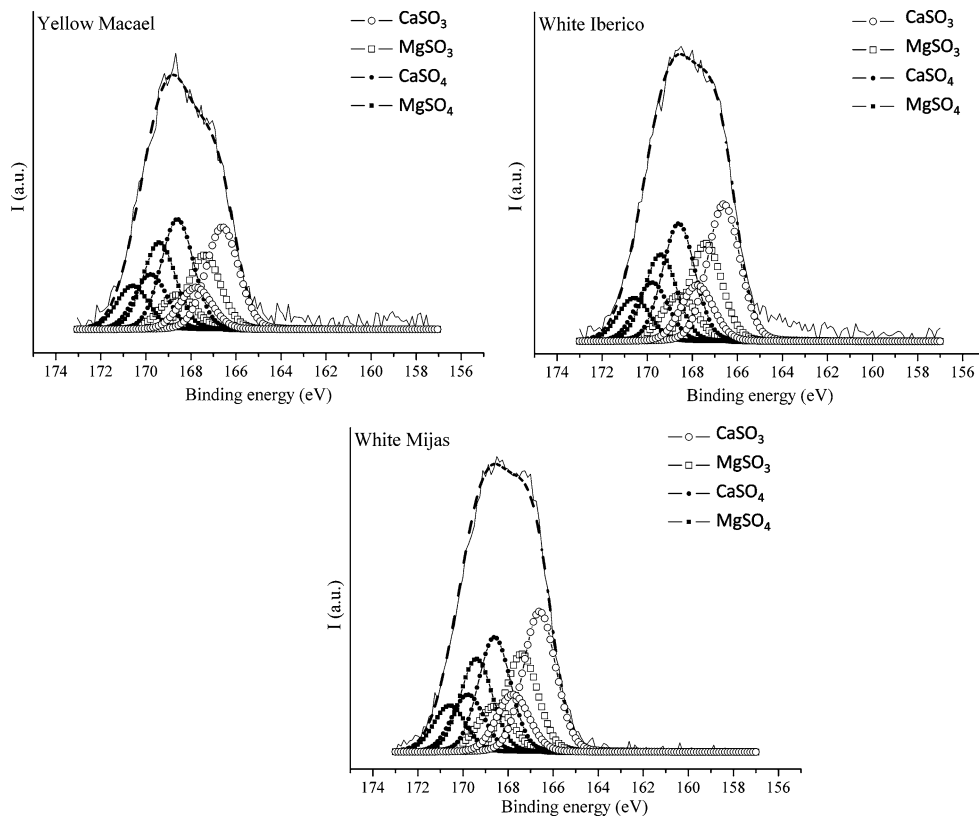 Yellow Macael
CaSO₃
MgSO₃
CaSO₄
MgSO₄
I (a.u.)
174 172 170 168 166 164 162 160 158 156
Binding energy (eV)
White Iberico
CaSO₃
MgSO₃
CaSO₄
MgSO₄
I (a.u.)
174 172 170 168 166 164 162 160 158 156
Binding energy (eV)
White Mijas
CaSO₃
MgSO₃
CaSO₄
MgSO₄
I (a.u.)
174 172 170 168 166 164 162 160 158 156
Binding energy (eV)